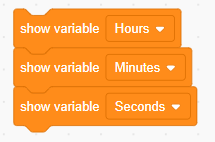 show variable Hours
show variable Minutes
show variable Seconds